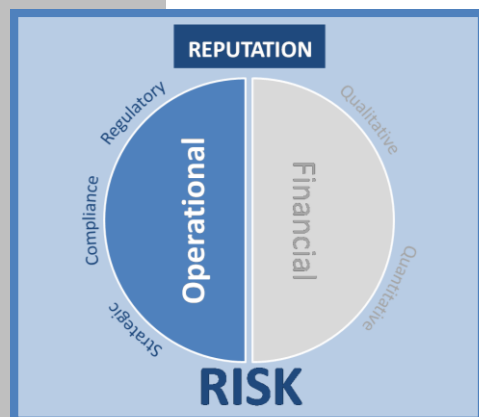 REPUTATION
Regulatory
Compliance
Strategic
Operational
Financial
Qualitative
Quantitative
RISK